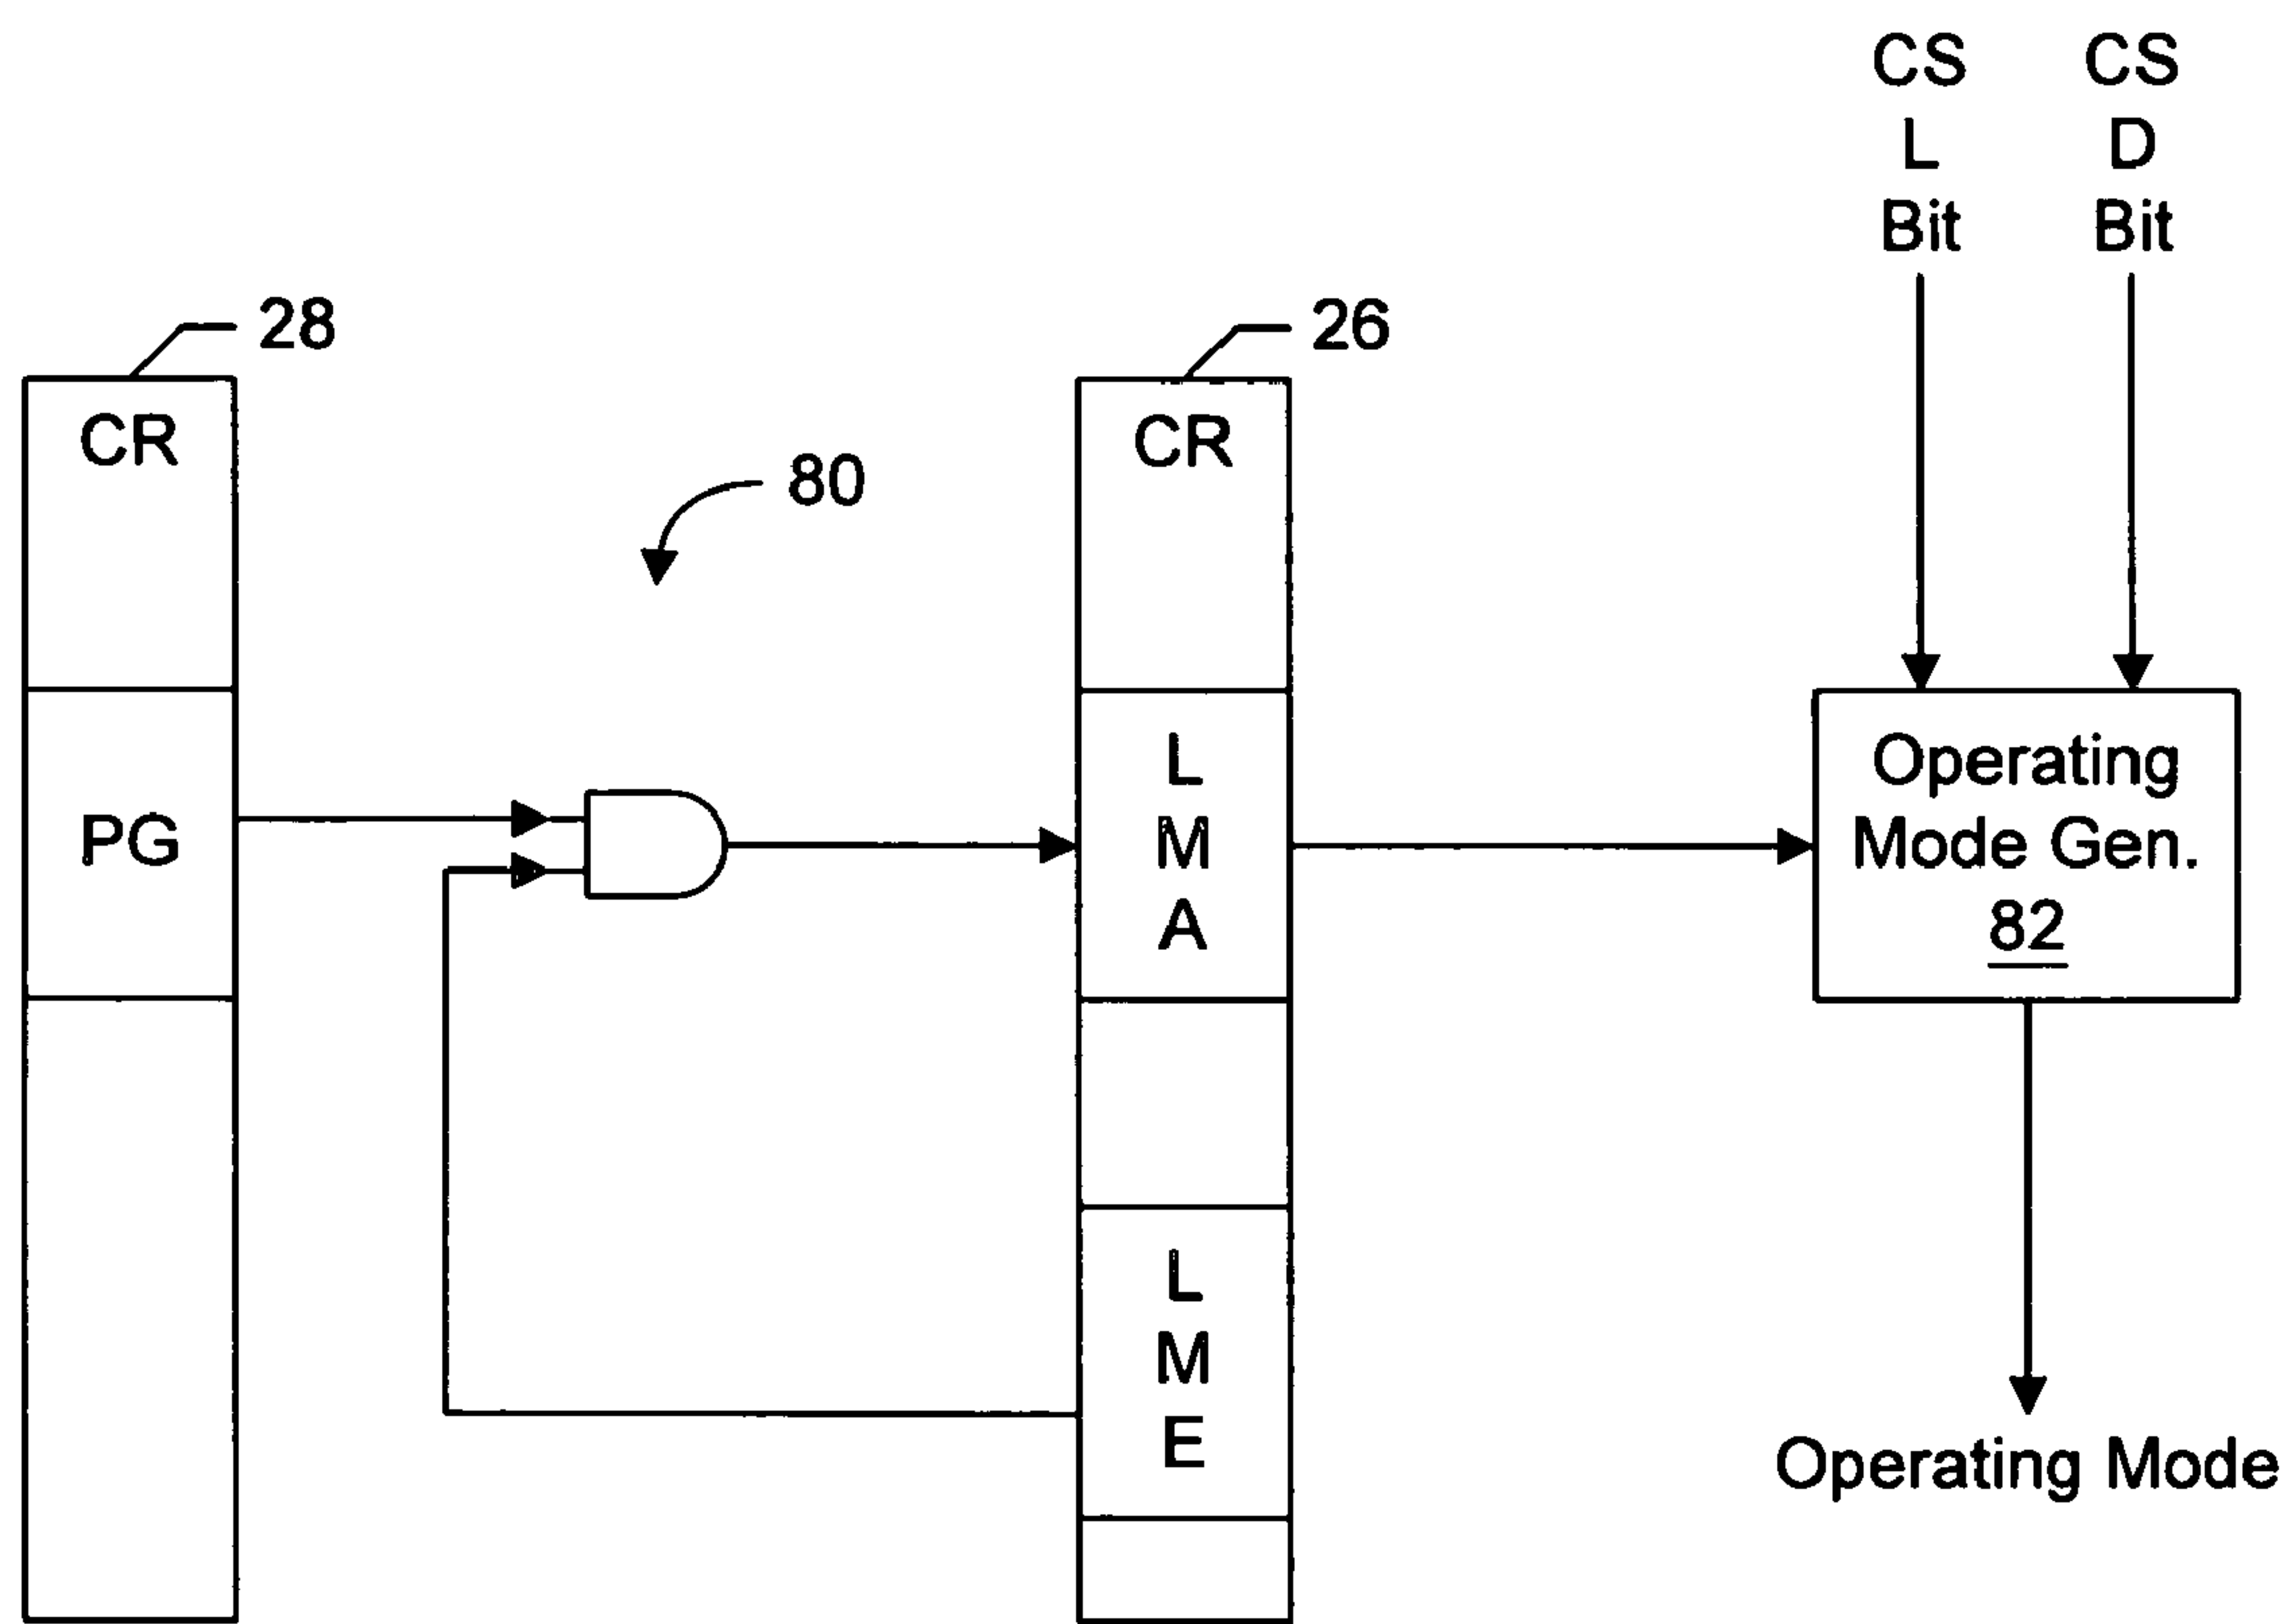 CS
L
Bit
CS
D
Bit
28
26
CR
CR
80
PG
L
M
A
Operating
Mode Gen.
82
L
M
E
Operating Mode